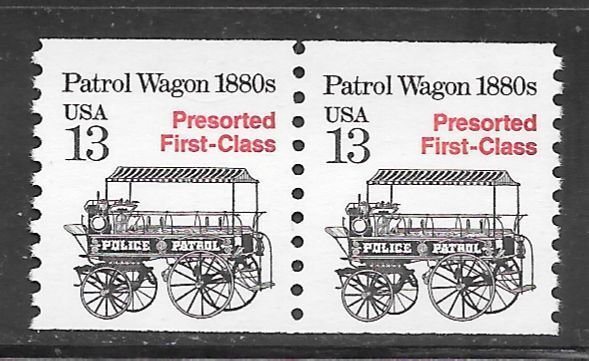 Patrol Wagon 1880s
USA
13
Presorted
First-Class
POLICE PATROL
Patrol Wagon 1880s
USA
13
Presorted
First-Class
POLICE PATROL